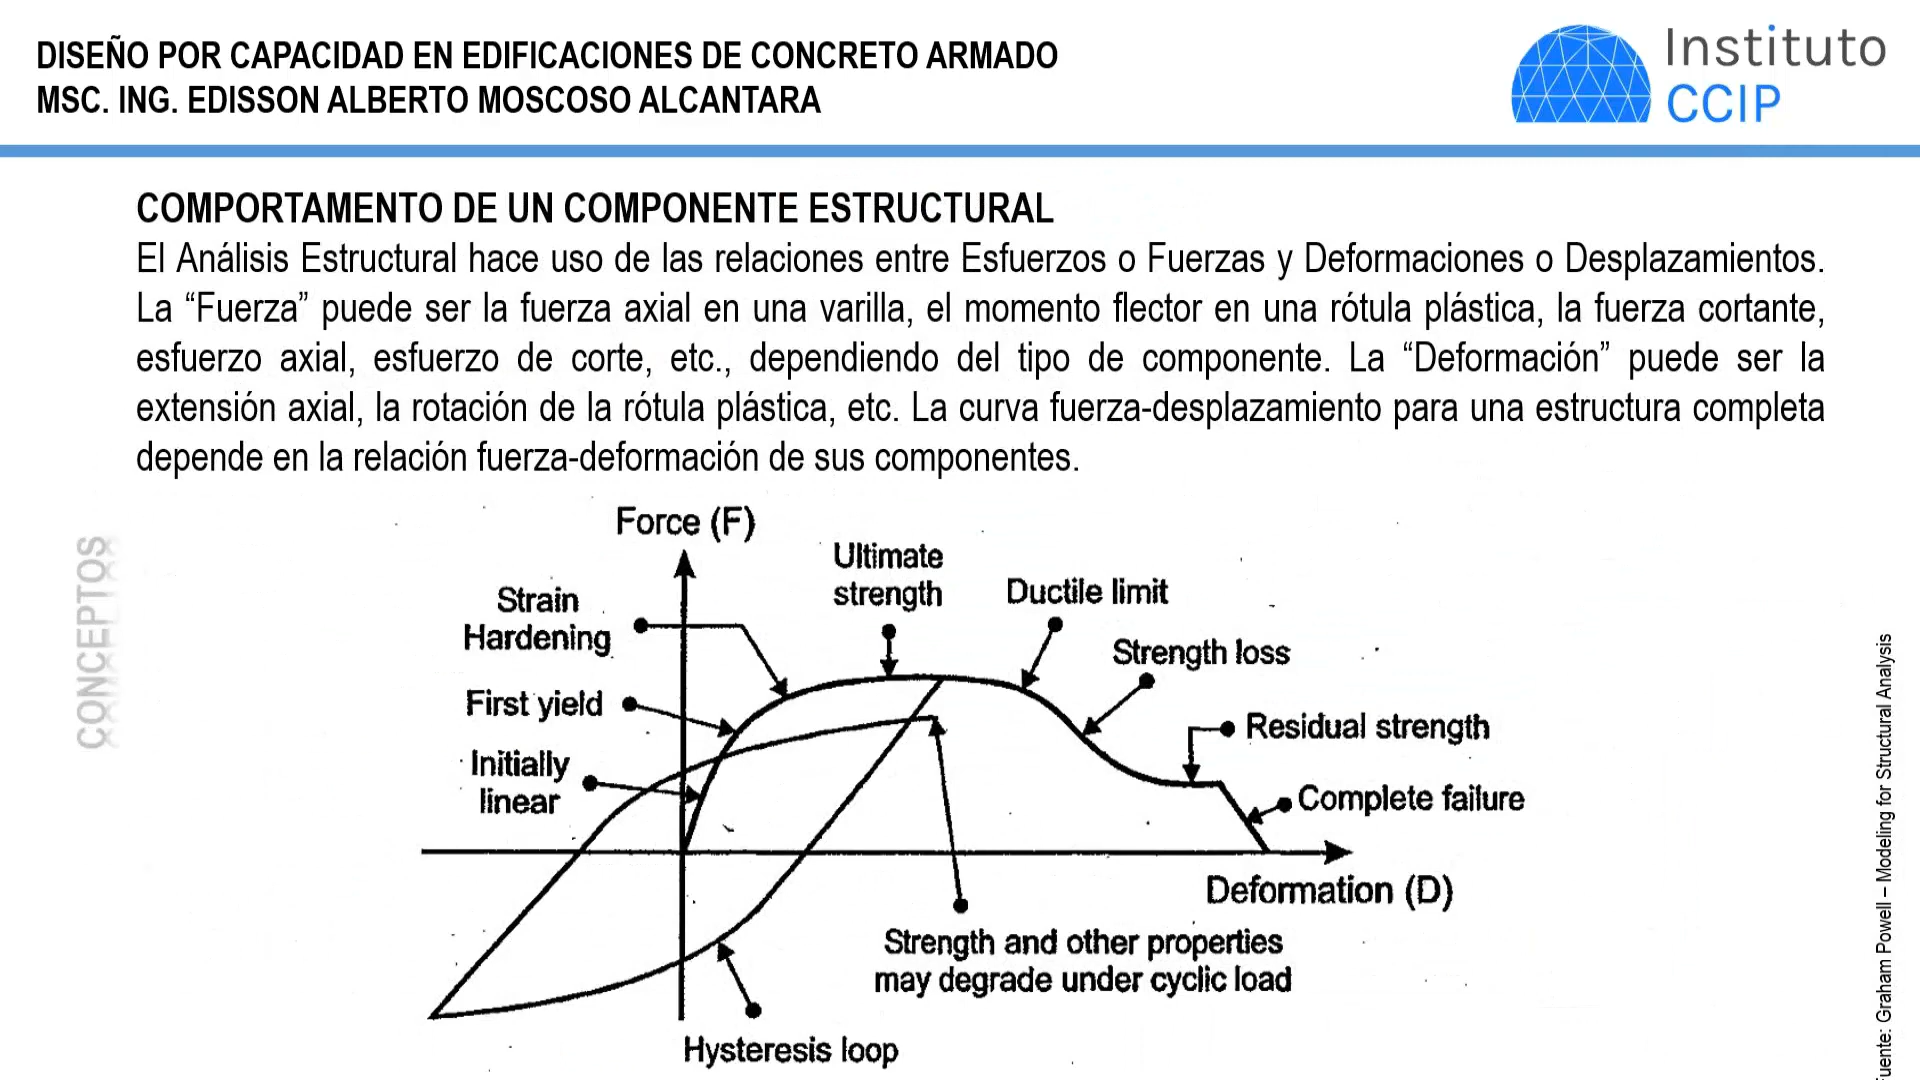 DISEÑO POR CAPACIDAD EN EDIFICACIONES DE CONCRETO ARMADO
MSC. ING. EDISSON ALBERTO MOSCOSO ALCANTARA
Instituto
CCIP
COMPORTAMENTO DE UN COMPONENTE ESTRUCTURAL
El Análisis Estructural hace uso de las relaciones entre Esfuerzos o Fuerzas y Deformaciones o Desplazamientos.
La “Fuerza” puede ser la fuerza axial en una varilla, el momento flector en una rótula plástica, la fuerza cortante,
esfuerzo axial, esfuerzo de corte, etc., dependiendo del tipo de componente. La “Deformación” puede ser la
extensión axial, la rotación de la rótula plástica, etc. La curva fuerza-desplazamiento para una estructura completa
depende en la relación fuerza-deformación de sus componentes.
CONCEPTOS
Force (F)
Ultimate
strength
Ductile limit
Strain
Hardening
Strength loss
First yield
Residual strength
Initially
linear
Complete failure
Deformation (D)
Strength and other properties
may degrade under cyclic load
Hysteresis loop
uente: Graham Powell – Modeling for Structural Analysis